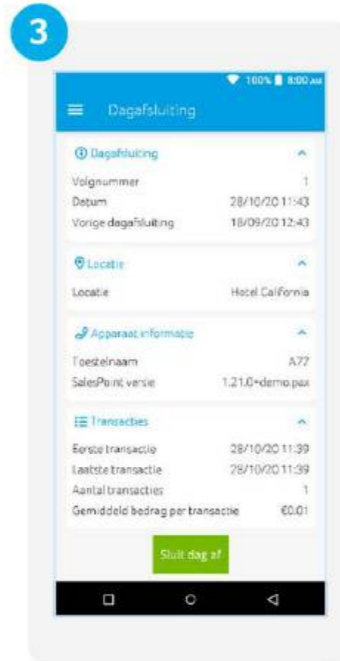 3
100% 8:00 AM
Dagafsluiting
Dagafsluiting
Volgnummer 1
Datum 28/10/20 11:43
Vorige dagafsluiting 18/09/20 12:43
Locatie
Locatie Hotel California
Apparaat informatie
Toestelnaam A77
SalesPoint versie 1.21.0+demo.pax
Transacties
Eerste transactie 28/10/20 11:39
Laatste transactie 28/10/20 11:39
Aantal transacties 1
Gemiddeld bedrag per transactie €0.01
Sluit dag af